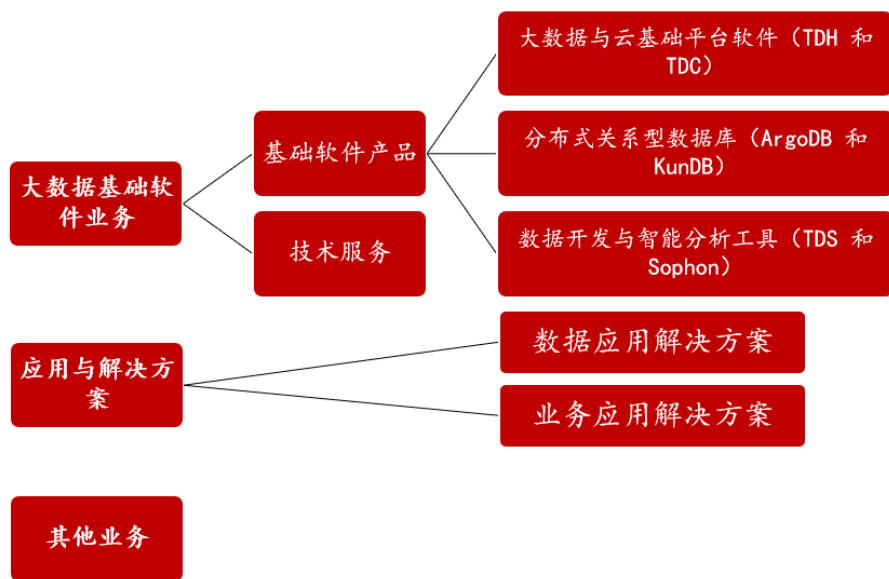 大数据与云基础平台软件（TDH 和
TDC）
基础软件产品
分布式关系型数据库（ArgoDB 和
KunDB）
大数据基础软
件业务
技术服务
数据开发与智能分析工具（TDS 和
Sophon）
应用与解决方
案
数据应用解决方案
业务应用解决方案
其他业务